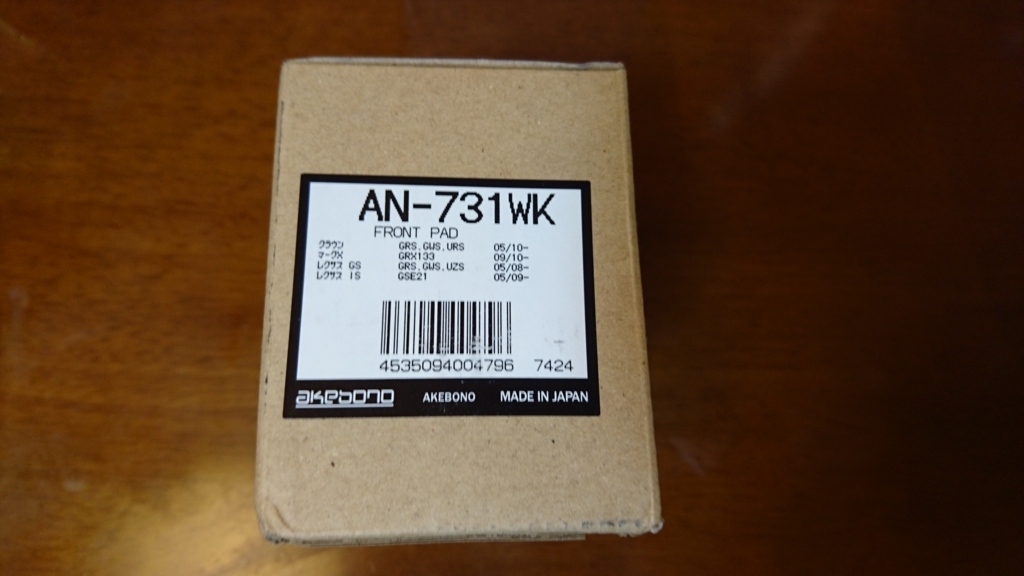 AN-731WK
FRONT PAD
クラウン GRS,GWS,URS 05/10-
マークX GRX133 09/10-
レクサス GS GRS,GWS,UZS 05/08-
レクサス IS GSE21 05/09-
4535094004796 7424
akebono AKEBONO MADE IN JAPAN